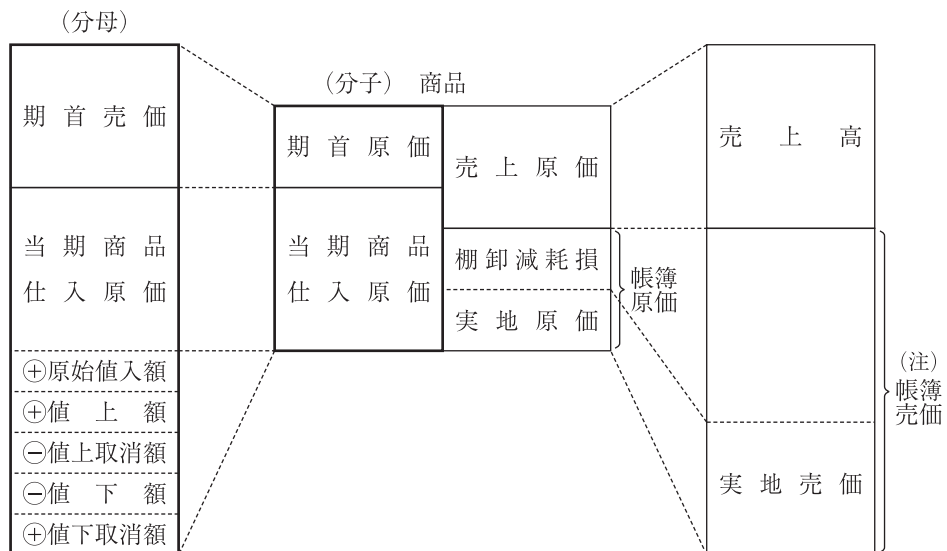 (分母)
期首売価
当期商品
仕入原価
⊕原始値入額
⊕値上額
⊖値上取消額
⊖値下額
⊕値下取消額
(分子) 商品
期首原価
当期商品
仕入原価
売上原価
棚卸減耗損
実地原価
帳簿
原価
売上高
実地売価
(注)
帳簿
売価